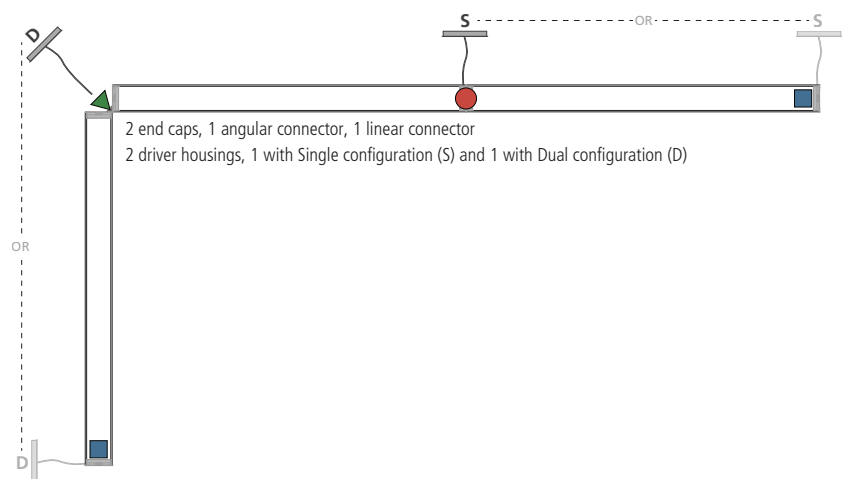 S OR S
D
2 end caps, 1 angular connector, 1 linear connector
2 driver housings, 1 with Single configuration (S) and 1 with Dual configuration (D)
OR
D